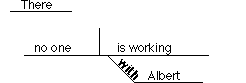 There
no one is working
with
Albert